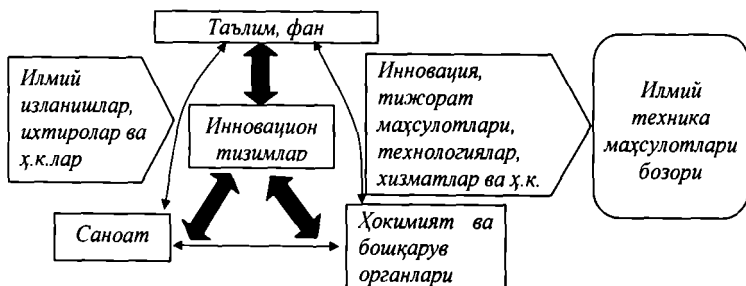 Таълим, фан
Илмий
изланишлар,
ихтиролар ва
ҳ.к.лар
Инновацион
тизимлар
Инновация,
тижорат
маҳсулотлари,
технологиялар,
хизматлар ва ҳ.к.
Илмий
техника
маҳсулотлари
бозори
Саноат
Ҳокимият ва
бошқарув
органлари